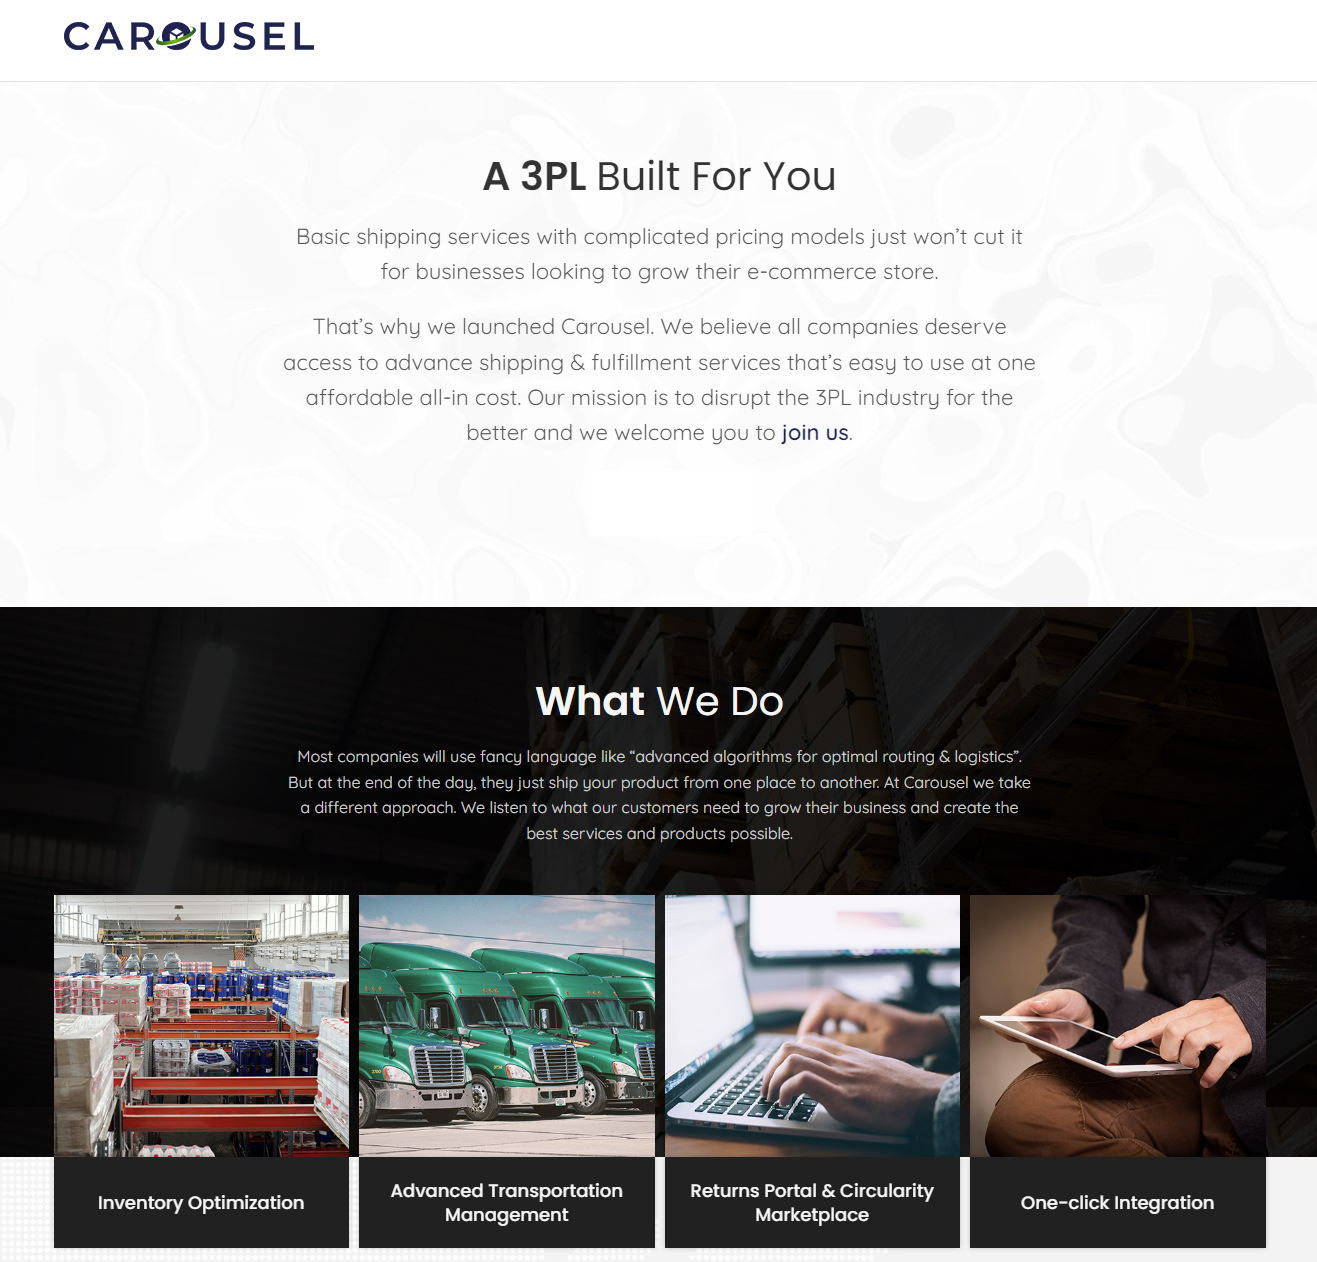 CAROUSEL
A 3PL Built For You
Basic shipping services with complicated pricing models just won’t cut it
for businesses looking to grow their e-commerce store.
That’s why we launched Carousel. We believe all companies deserve
access to advance shipping & fulfillment services that’s easy to use at one
affordable all-in cost. Our mission is to disrupt the 3PL industry for the
better and we welcome you to join us.
What We Do
Most companies will use fancy language like “advanced algorithms for optimal routing & logistics”.
But at the end of the day, they just ship your product from one place to another. At Carousel we take
a different approach. We listen to what our customers need to grow their business and create the
best services and products possible.
Inventory Optimization
Advanced Transportation
Management
Returns Portal & Circularity
Marketplace
One-click Integration